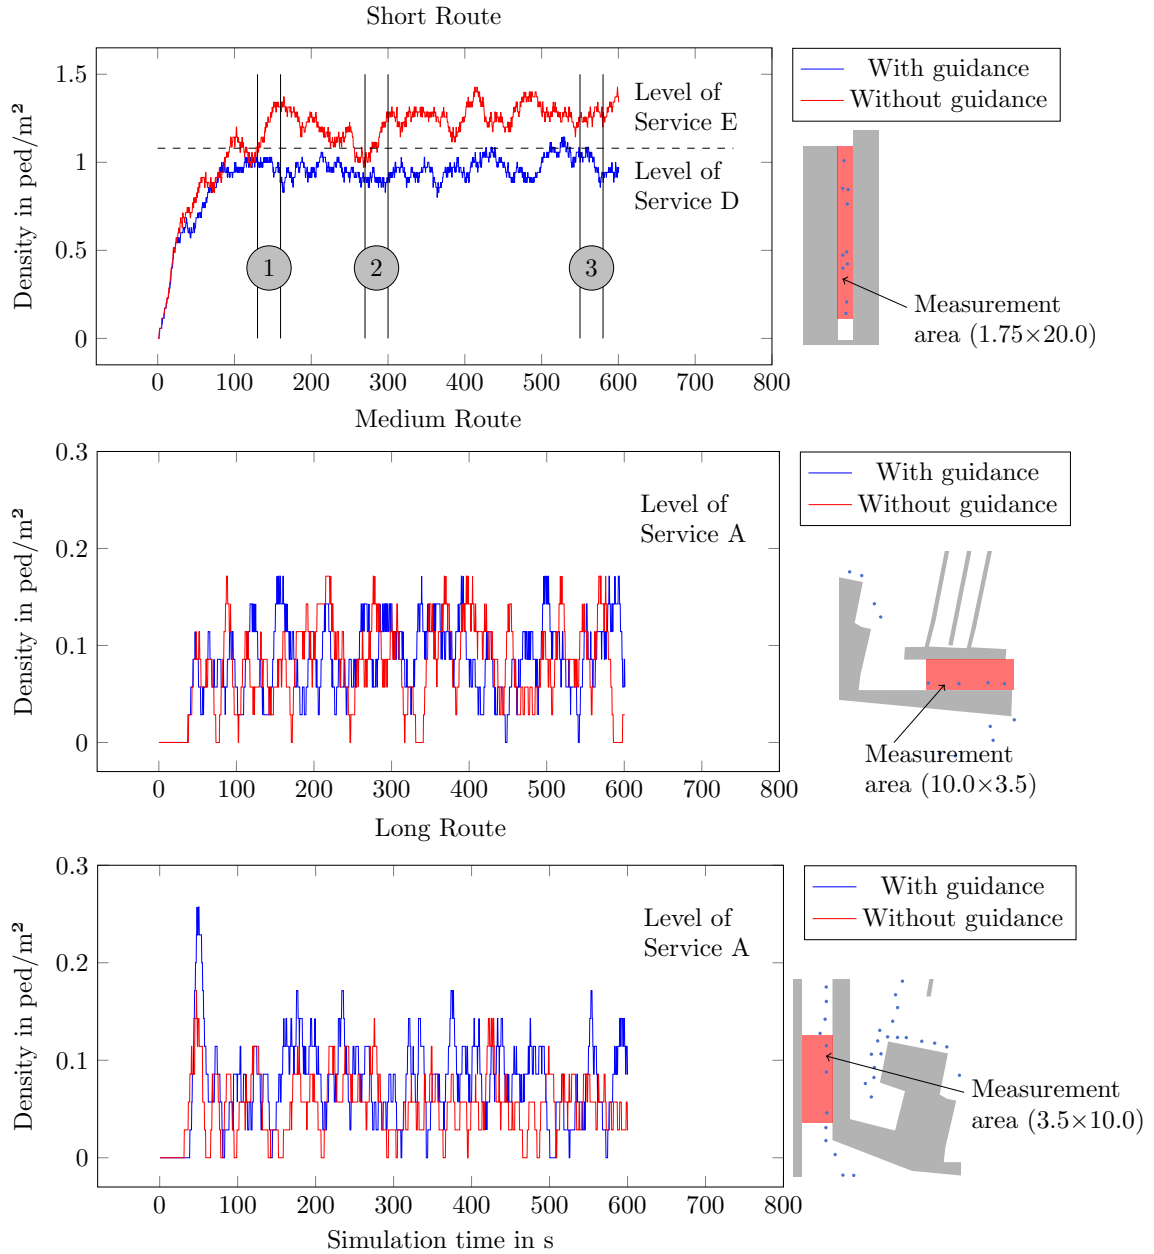 Short Route
Density in ped/m²
1.5
1
0.5
0
Level of
Service E
Level of
Service D
1
2
3
0 100 200 300 400 500 600 700 800
With guidance
Without guidance
Measurement
area (1.75×20.0)
Medium Route
Density in ped/m²
0.3
0.2
0.1
0
Level of
Service A
0 100 200 300 400 500 600 700 800
With guidance
Without guidance
Measurement
area (10.0×3.5)
Long Route
Density in ped/m²
0.3
0.2
0.1
0
Level of
Service A
0 100 200 300 400 500 600 700 800
Simulation time in s
With guidance
Without guidance
Measurement
area (3.5×10.0)